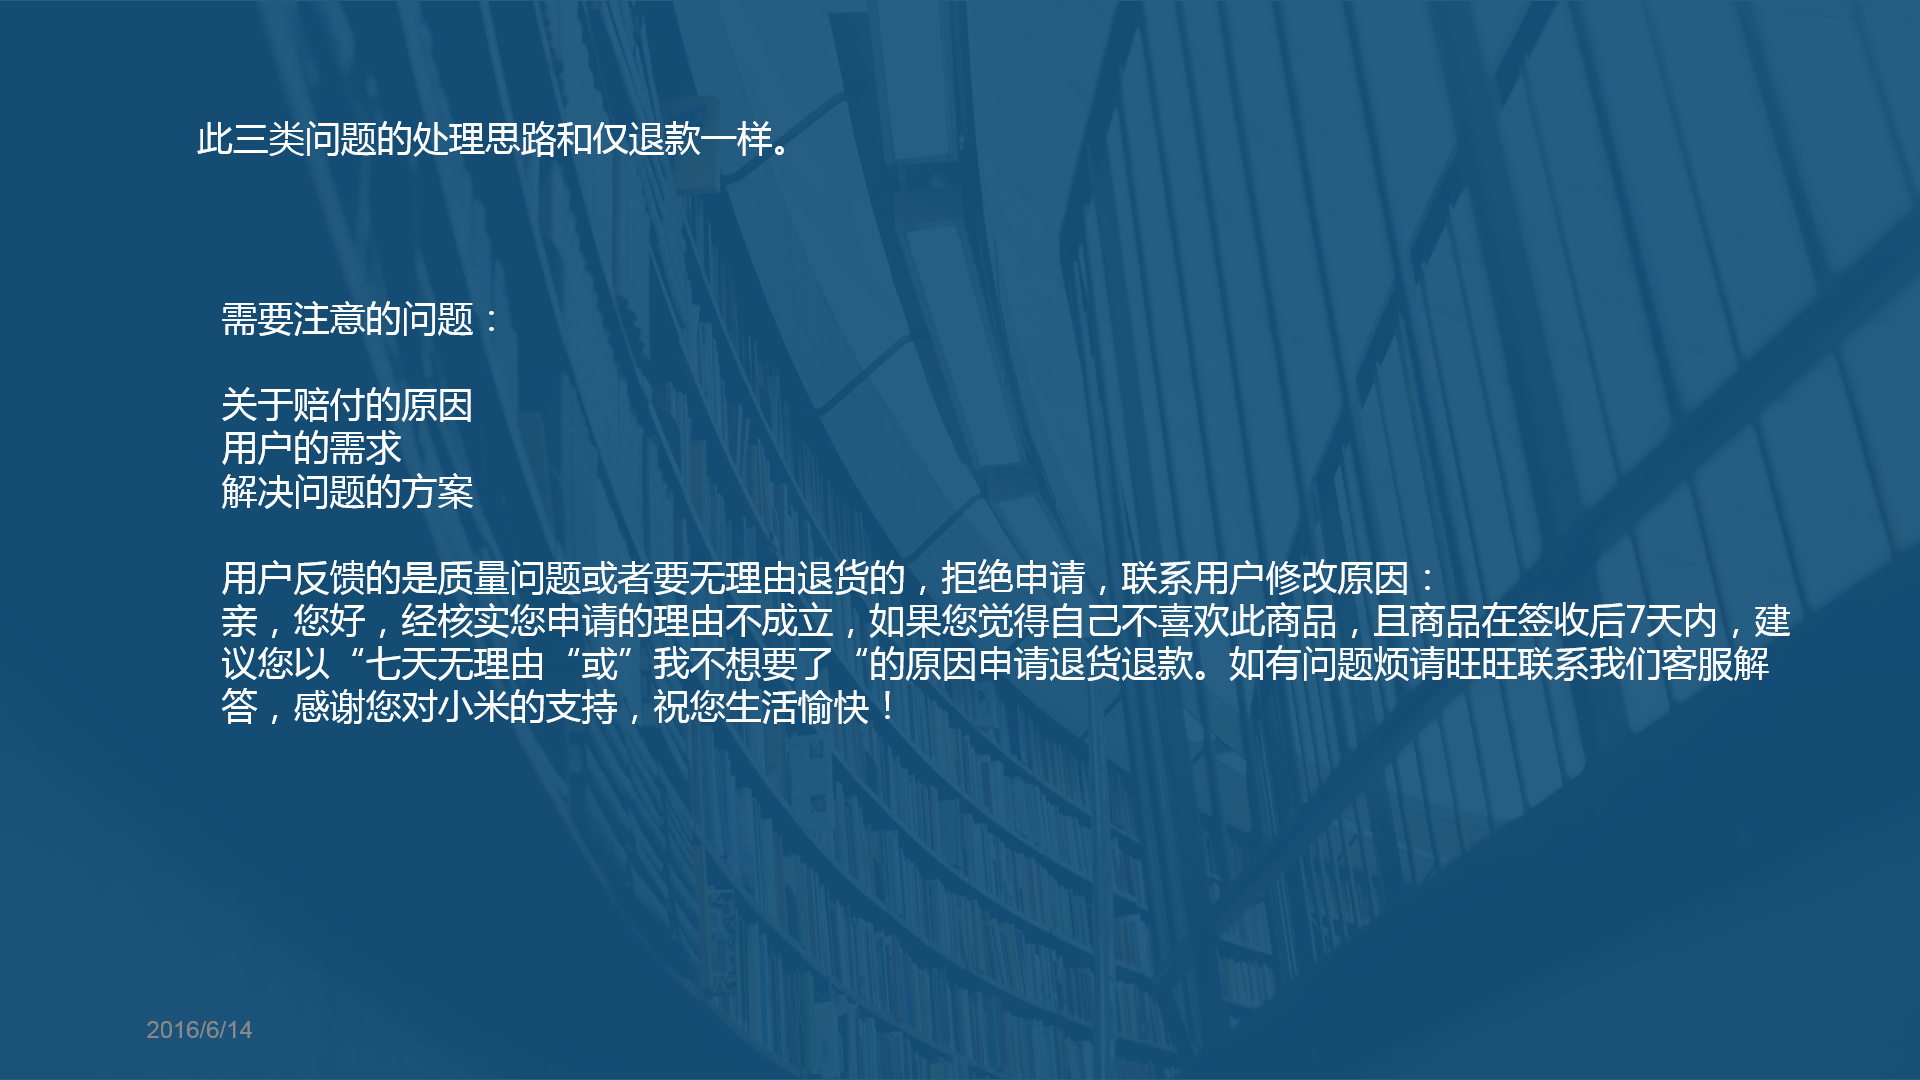 此三类问题的处理思路和仅退款一样。
需要注意的问题：
关于赔付的原因
用户的需求
解决问题的方案
用户反馈的是质量问题或者要无理由退货的，拒绝申请，联系用户修改原因：
亲，您好，经核实您申请的理由不成立，如果您觉得自己不喜欢此商品，且商品在签收后7天内，建
议您以“七天无理由“或”我不想要了“的原因申请退货退款。如有问题烦请旺旺联系我们客服解
答，感谢您对小米的支持，祝您生活愉快！
2016/6/14